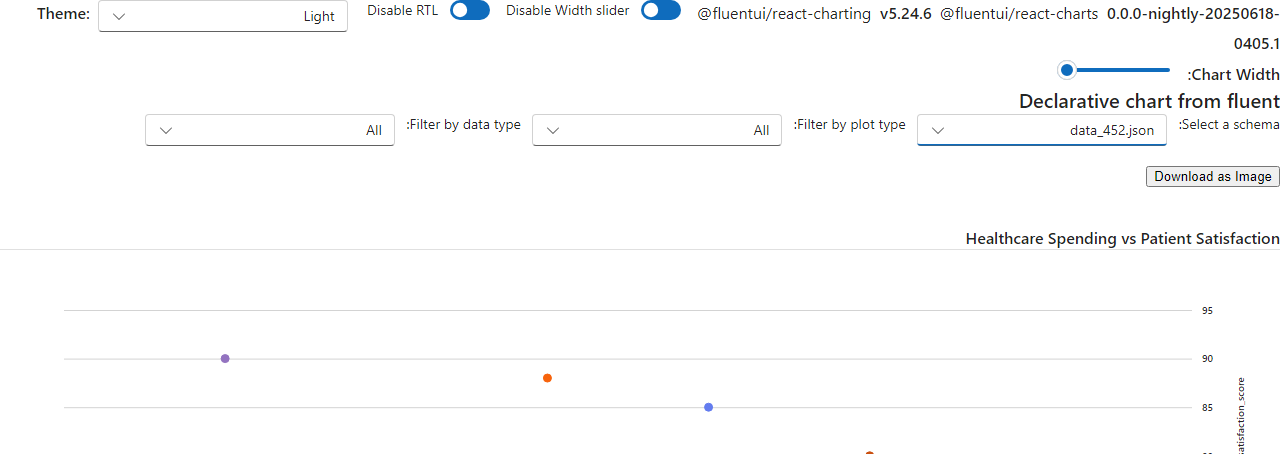 Theme: Light Disable RTL Disable Width slider @fluentui/react-charting v5.24.6 @fluentui/react-charts 0.0.0-nightly-20250618-
0405.1
:Chart Width
Declarative chart from fluent
:Select a schema data_452.json :Filter by plot type All :Filter by data type All
Download as Image
Healthcare Spending vs Patient Satisfaction
95
90
85
satisfaction_score